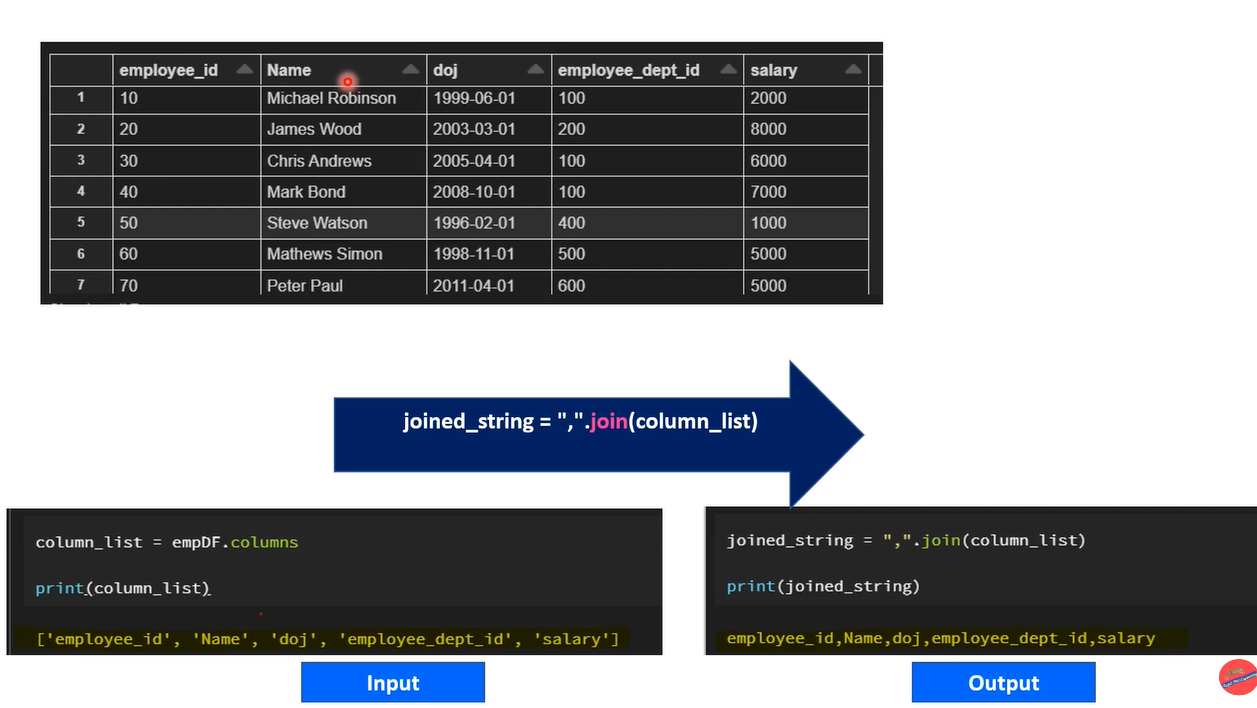 employee_id Name doj employee_dept_id salary
1 10 Michael Robinson 1999-06-01 100 2000
2 20 James Wood 2003-03-01 200 8000
3 30 Chris Andrews 2005-04-01 100 6000
4 40 Mark Bond 2008-10-01 100 7000
5 50 Steve Watson 1996-02-01 400 1000
6 60 Mathews Simon 1998-11-01 500 5000
7 70 Peter Paul 2011-04-01 600 5000
joined_string = ",".join(column_list)
column_list = empDF.columns
print(column_list)
['employee_id', 'Name', 'doj', 'employee_dept_id', 'salary']
Input
joined_string = ",".join(column_list)
print(joined_string)
employee_id,Name,doj,employee_dept_id,salary
Output